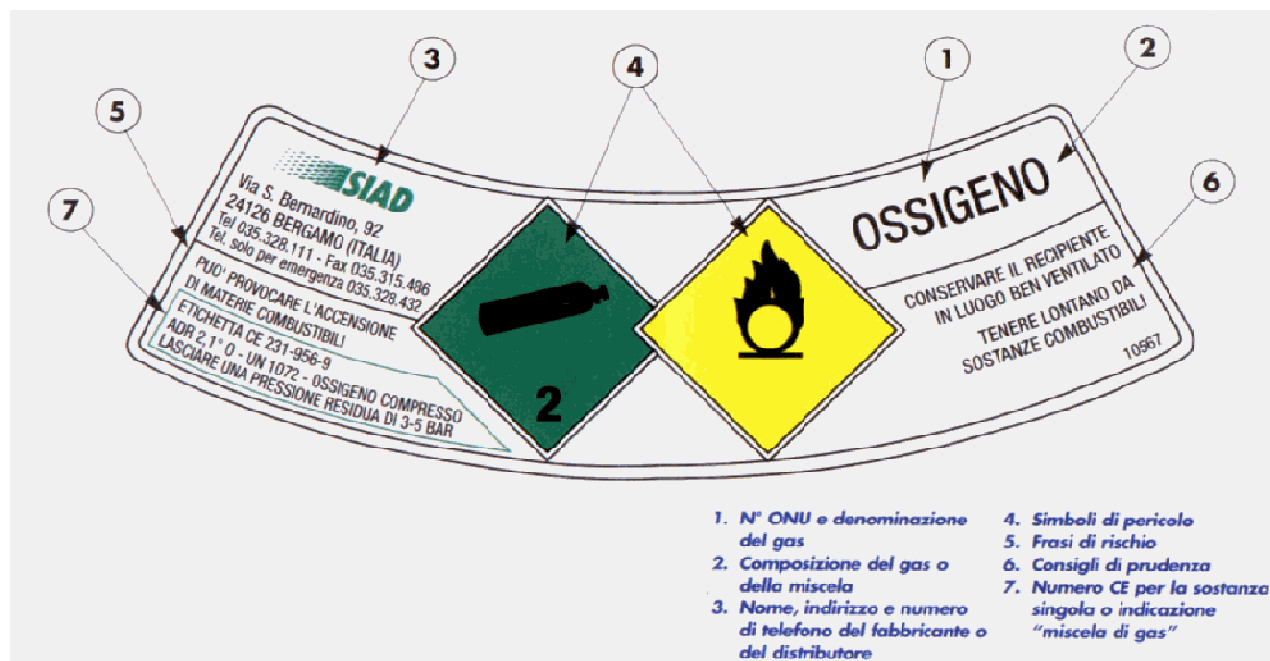 3
4
1
2
5
6
7
SIAD
Via S. Bernardino, 92
24126 BERGAMO (ITALIA)
Tel 035.328.111 - Fax 035.315.486
Tel. solo per emergenza 035.328.432
PUO' PROVOCARE L'ACCENSIONE
DI MATERIE COMBUSTIBILI
ETICHETTA CE 231-956-9
ADR 2,1° O - UN 1072 - OSSIGENO COMPRESSO
LASCIARE UNA PRESSIONE RESIDUA DI 3-5 BAR
2
OSSIGENO
CONSERVARE IL RECIPIENTE
IN LUOGO BEN VENTILATO
TENERE LONTANO DA
SOSTANZE COMBUSTIBILI
10567
1. N° ONU e denominazione
del gas
2. Composizione del gas o
della miscela
3. Nome, indirizzo e numero
di telefono del fabbricante o
del distributore
4. Simboli di pericolo
5. Frasi di rischio
6. Consigli di prudenza
7. Numero CE per la sostanza
singola o indicazione
"miscela di gas"